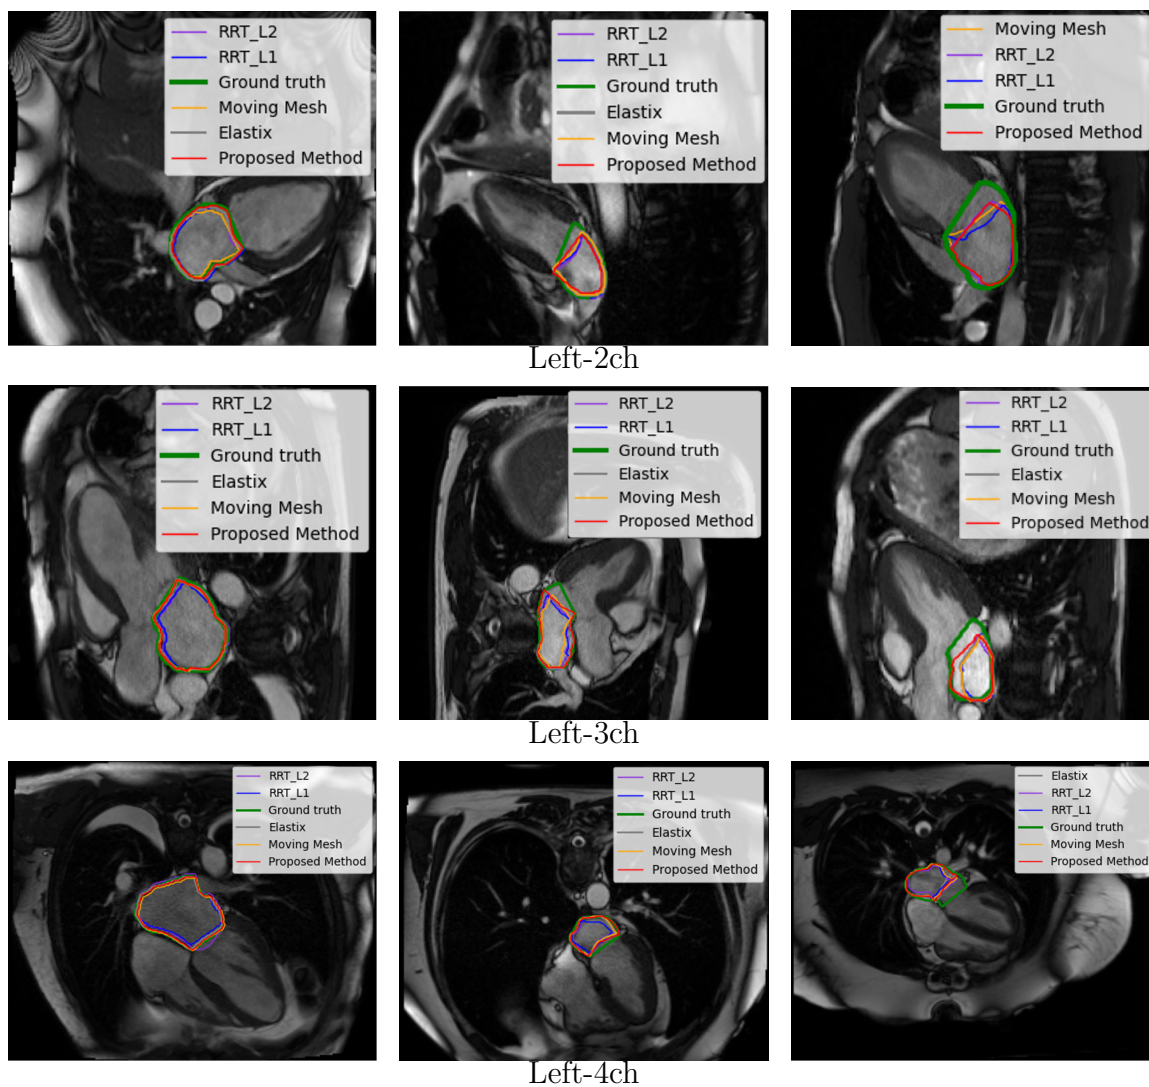 RRT_L2
RRT_L1
Ground truth
Moving Mesh
Elastix
Proposed Method
RRT_L2
RRT_L1
Ground truth
Elastix
Moving Mesh
Proposed Method
Moving Mesh
RRT_L2
RRT_L1
Ground truth
Proposed Method
Left-2ch
RRT_L2
RRT_L1
Ground truth
Elastix
Moving Mesh
Proposed Method
RRT_L2
RRT_L1
Ground truth
Elastix
Moving Mesh
Proposed Method
RRT_L2
RRT_L1
Ground truth
Elastix
Moving Mesh
Proposed Method
Left-3ch
RRT_L2
RRT_L1
Ground truth
Elastix
Moving Mesh
Proposed Method
RRT_L2
RRT_L1
Ground truth
Elastix
Moving Mesh
Proposed Method
Elastix
RRT_L2
RRT_L1
Ground truth
Moving Mesh
Proposed Method
Left-4ch